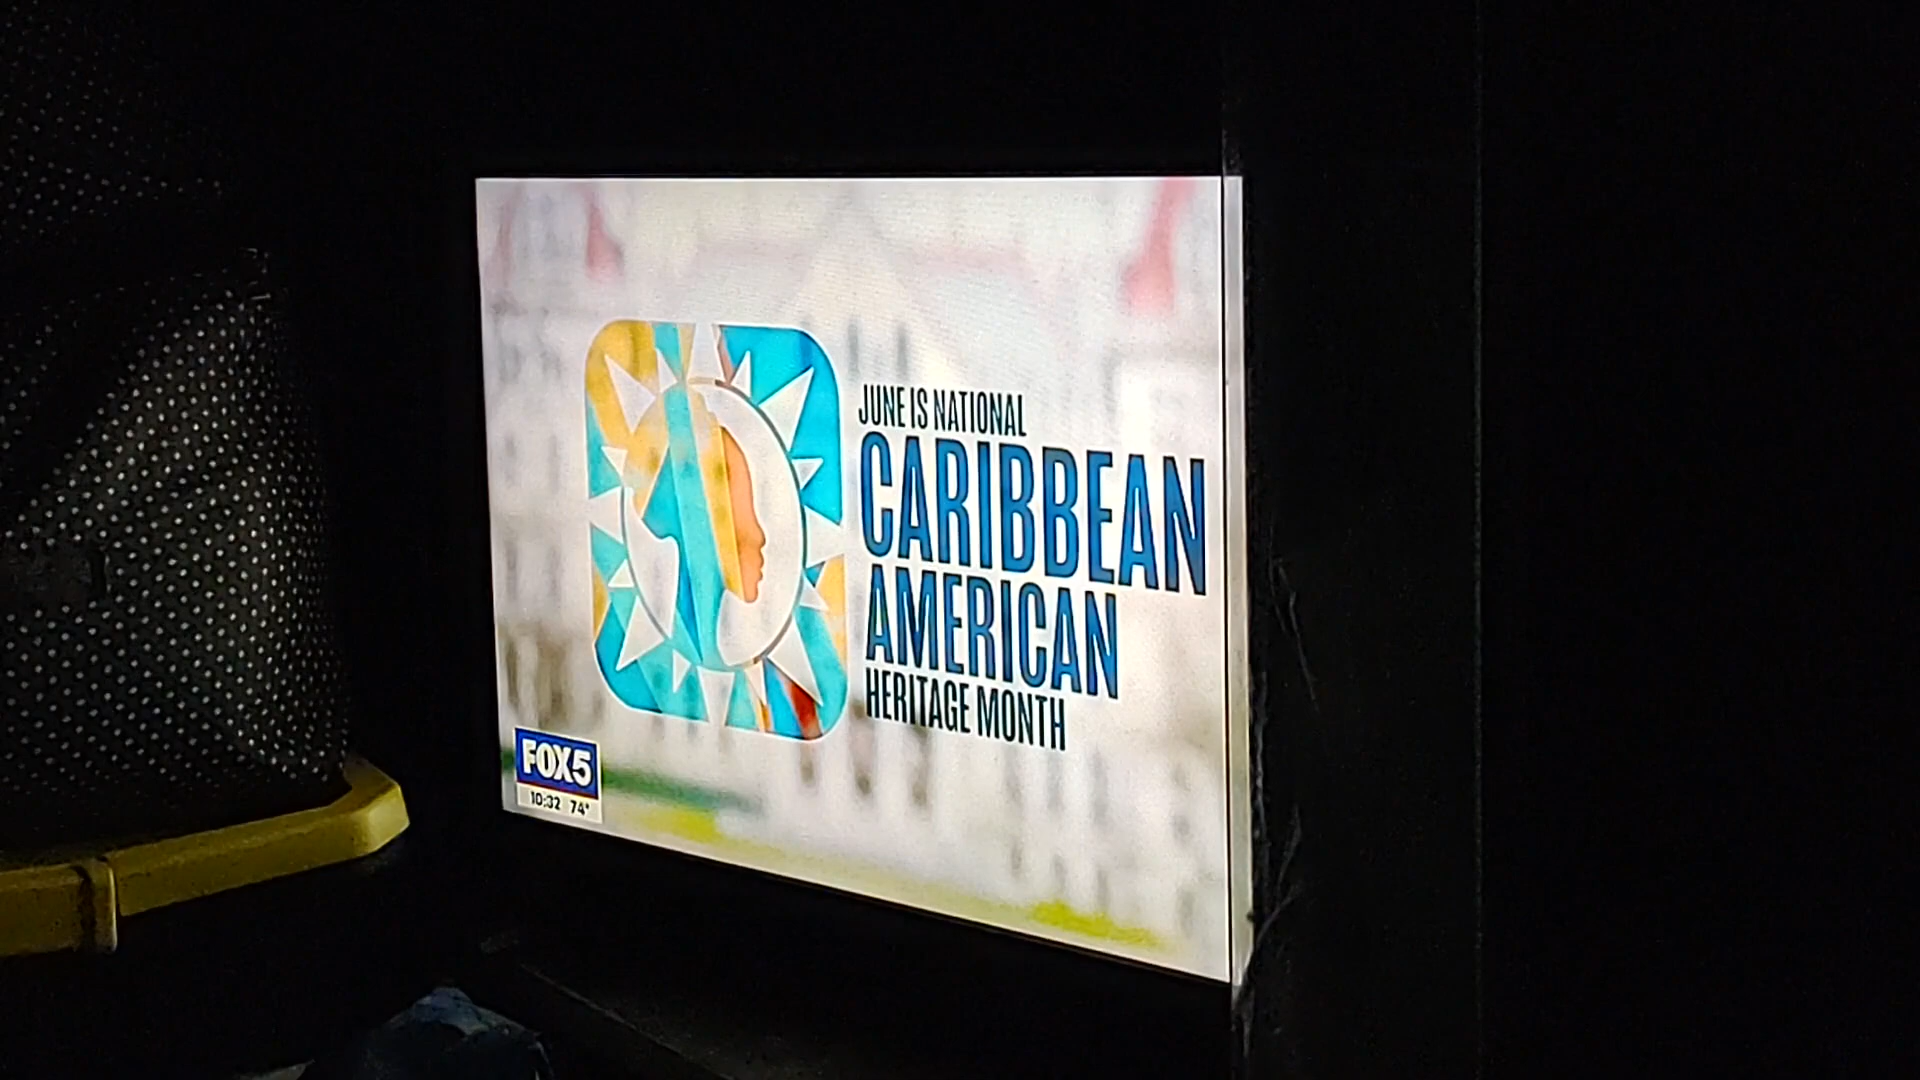 JUNE IS NATIONAL
CARIBBEAN
AMERICAN
HERITAGE MONTH
FOX5
10:32 74°